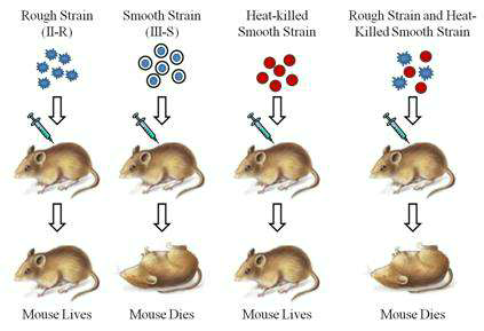 Rough Strain
(II-R)
Smooth Strain
(III-S)
Heat-killed
Smooth Strain
Rough Strain and Heat-
Killed Smooth Strain
Mouse Lives
Mouse Dies
Mouse Lives
Mouse Dies